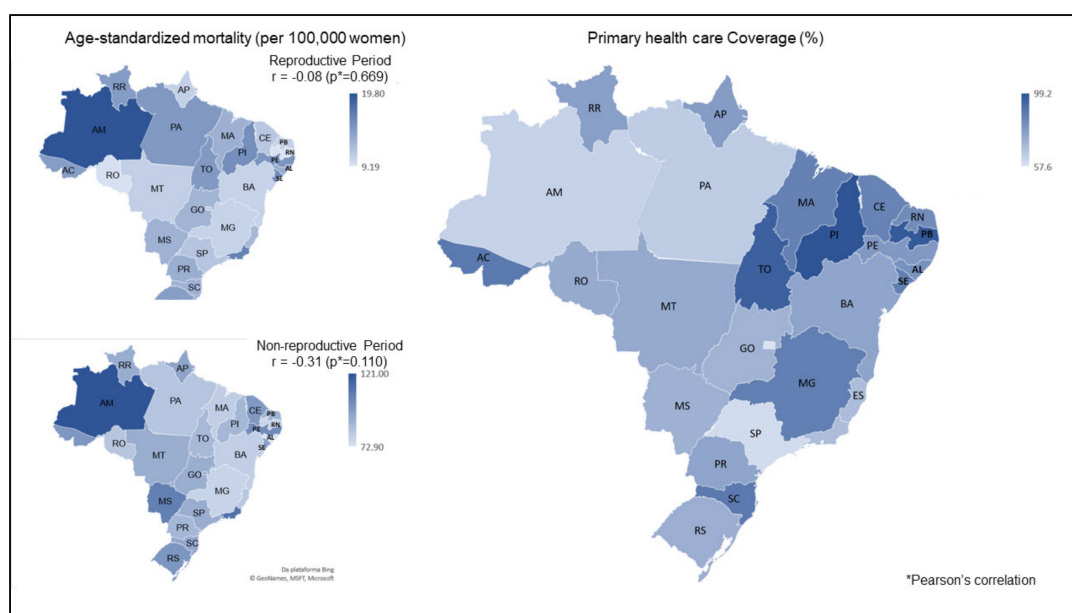 Age-standardized mortality (per 100,000 women)
Reproductive Period
r = -0.08 (p*=0.669)
19.80
9.19
RR
AP
AM
PA
MA
CE
PB
RN
PI
PE
AL
SE
AC
RO
TO
MT
BA
GO
MG
MS
SP
PR
SC
Non-reproductive Period
r = -0.31 (p*=0.110)
121.00
72.90
RR
AP
AM
PA
MA
CE
PB
RN
PI
PE
AL
SE
RO
TO
MT
BA
GO
MG
MS
SP
PR
SC
RS
Da plataforma Bing
© GeoNames, MSFT, Microsoft
Primary health care Coverage (%)
99.2
57.6
RR
AP
AM
PA
MA
CE
RN
PI
PB
PE
AC
TO
AL
SE
RO
MT
BA
GO
MG
ES
MS
SP
PR
SC
RS
*Pearson's correlation